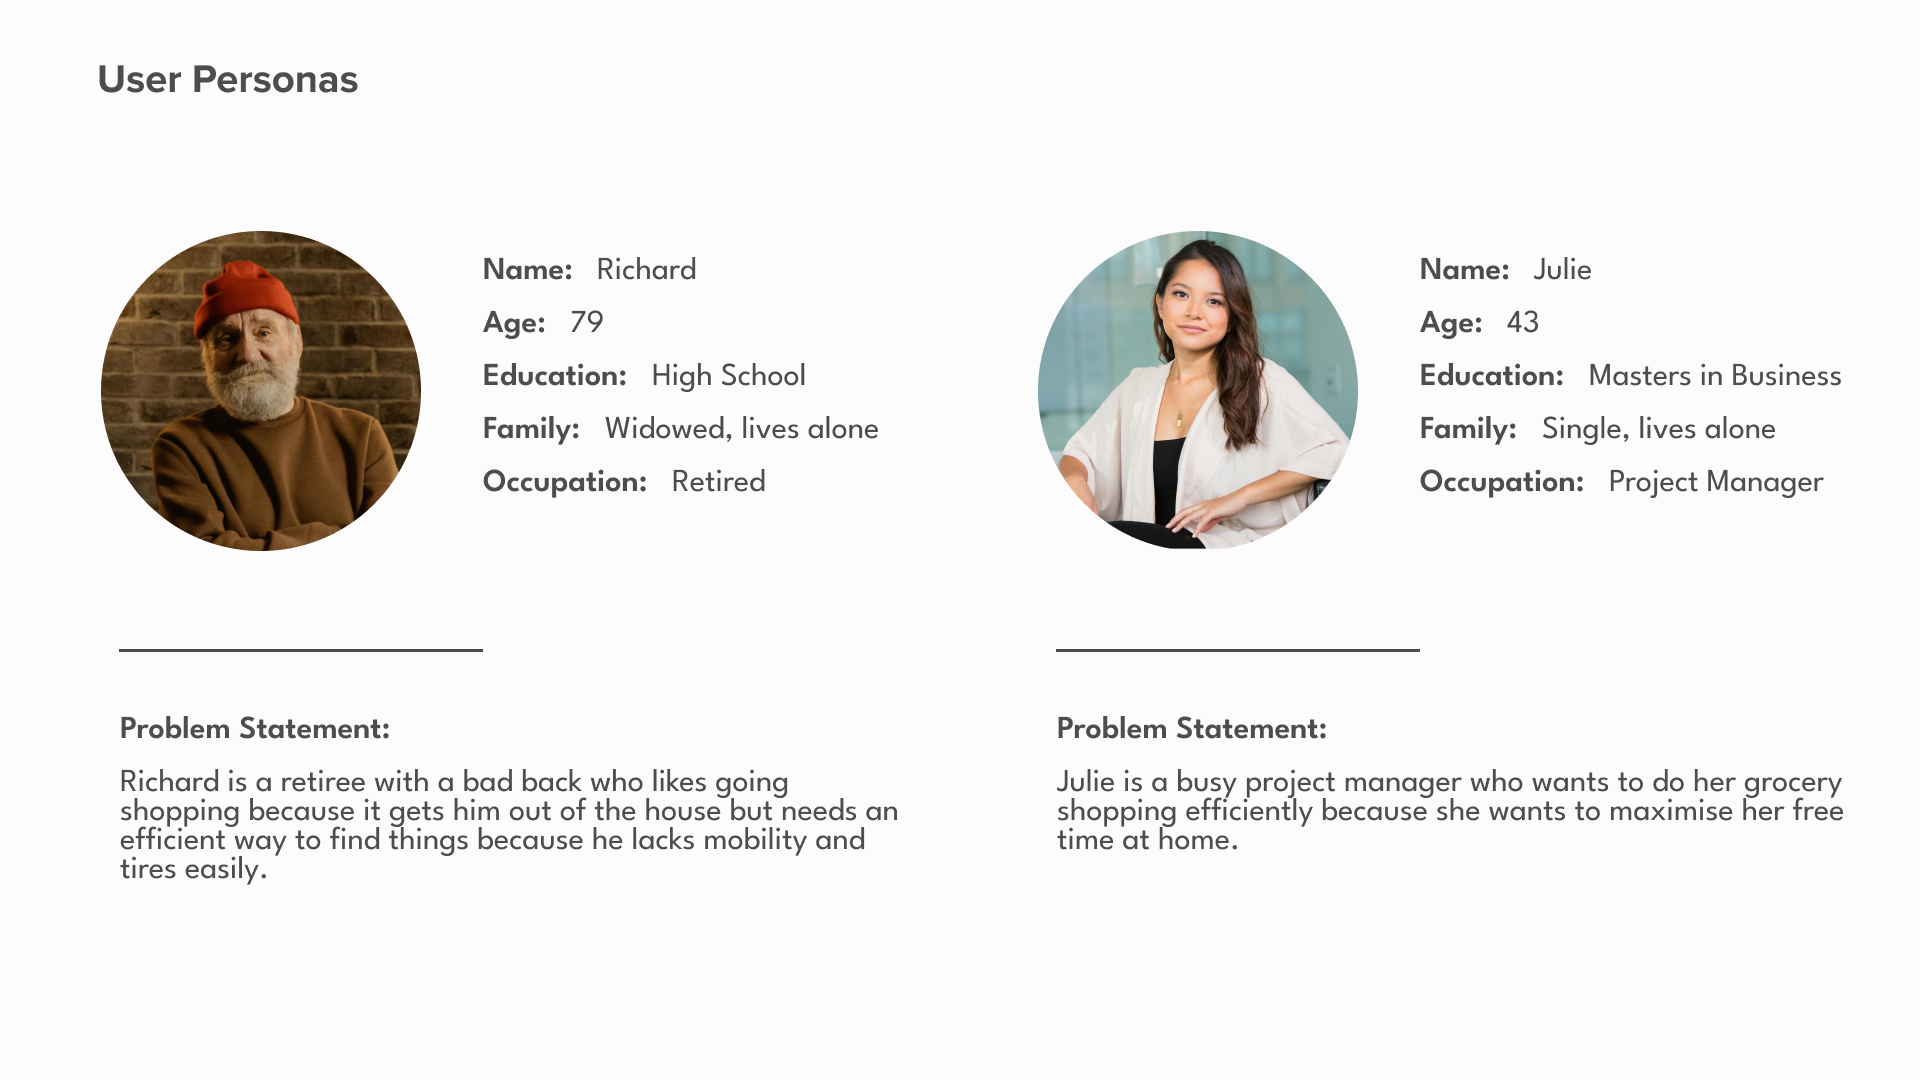 User Personas
Name: Richard
Age: 79
Education: High School
Family: Widowed, lives alone
Occupation: Retired
Problem Statement:
Richard is a retiree with a bad back who likes going
shopping because it gets him out of the house but needs an
efficient way to find things because he lacks mobility and
tires easily.
Name: Julie
Age: 43
Education: Masters in Business
Family: Single, lives alone
Occupation: Project Manager
Problem Statement:
Julie is a busy project manager who wants to do her grocery
shopping efficiently because she wants to maximise her free
time at home.